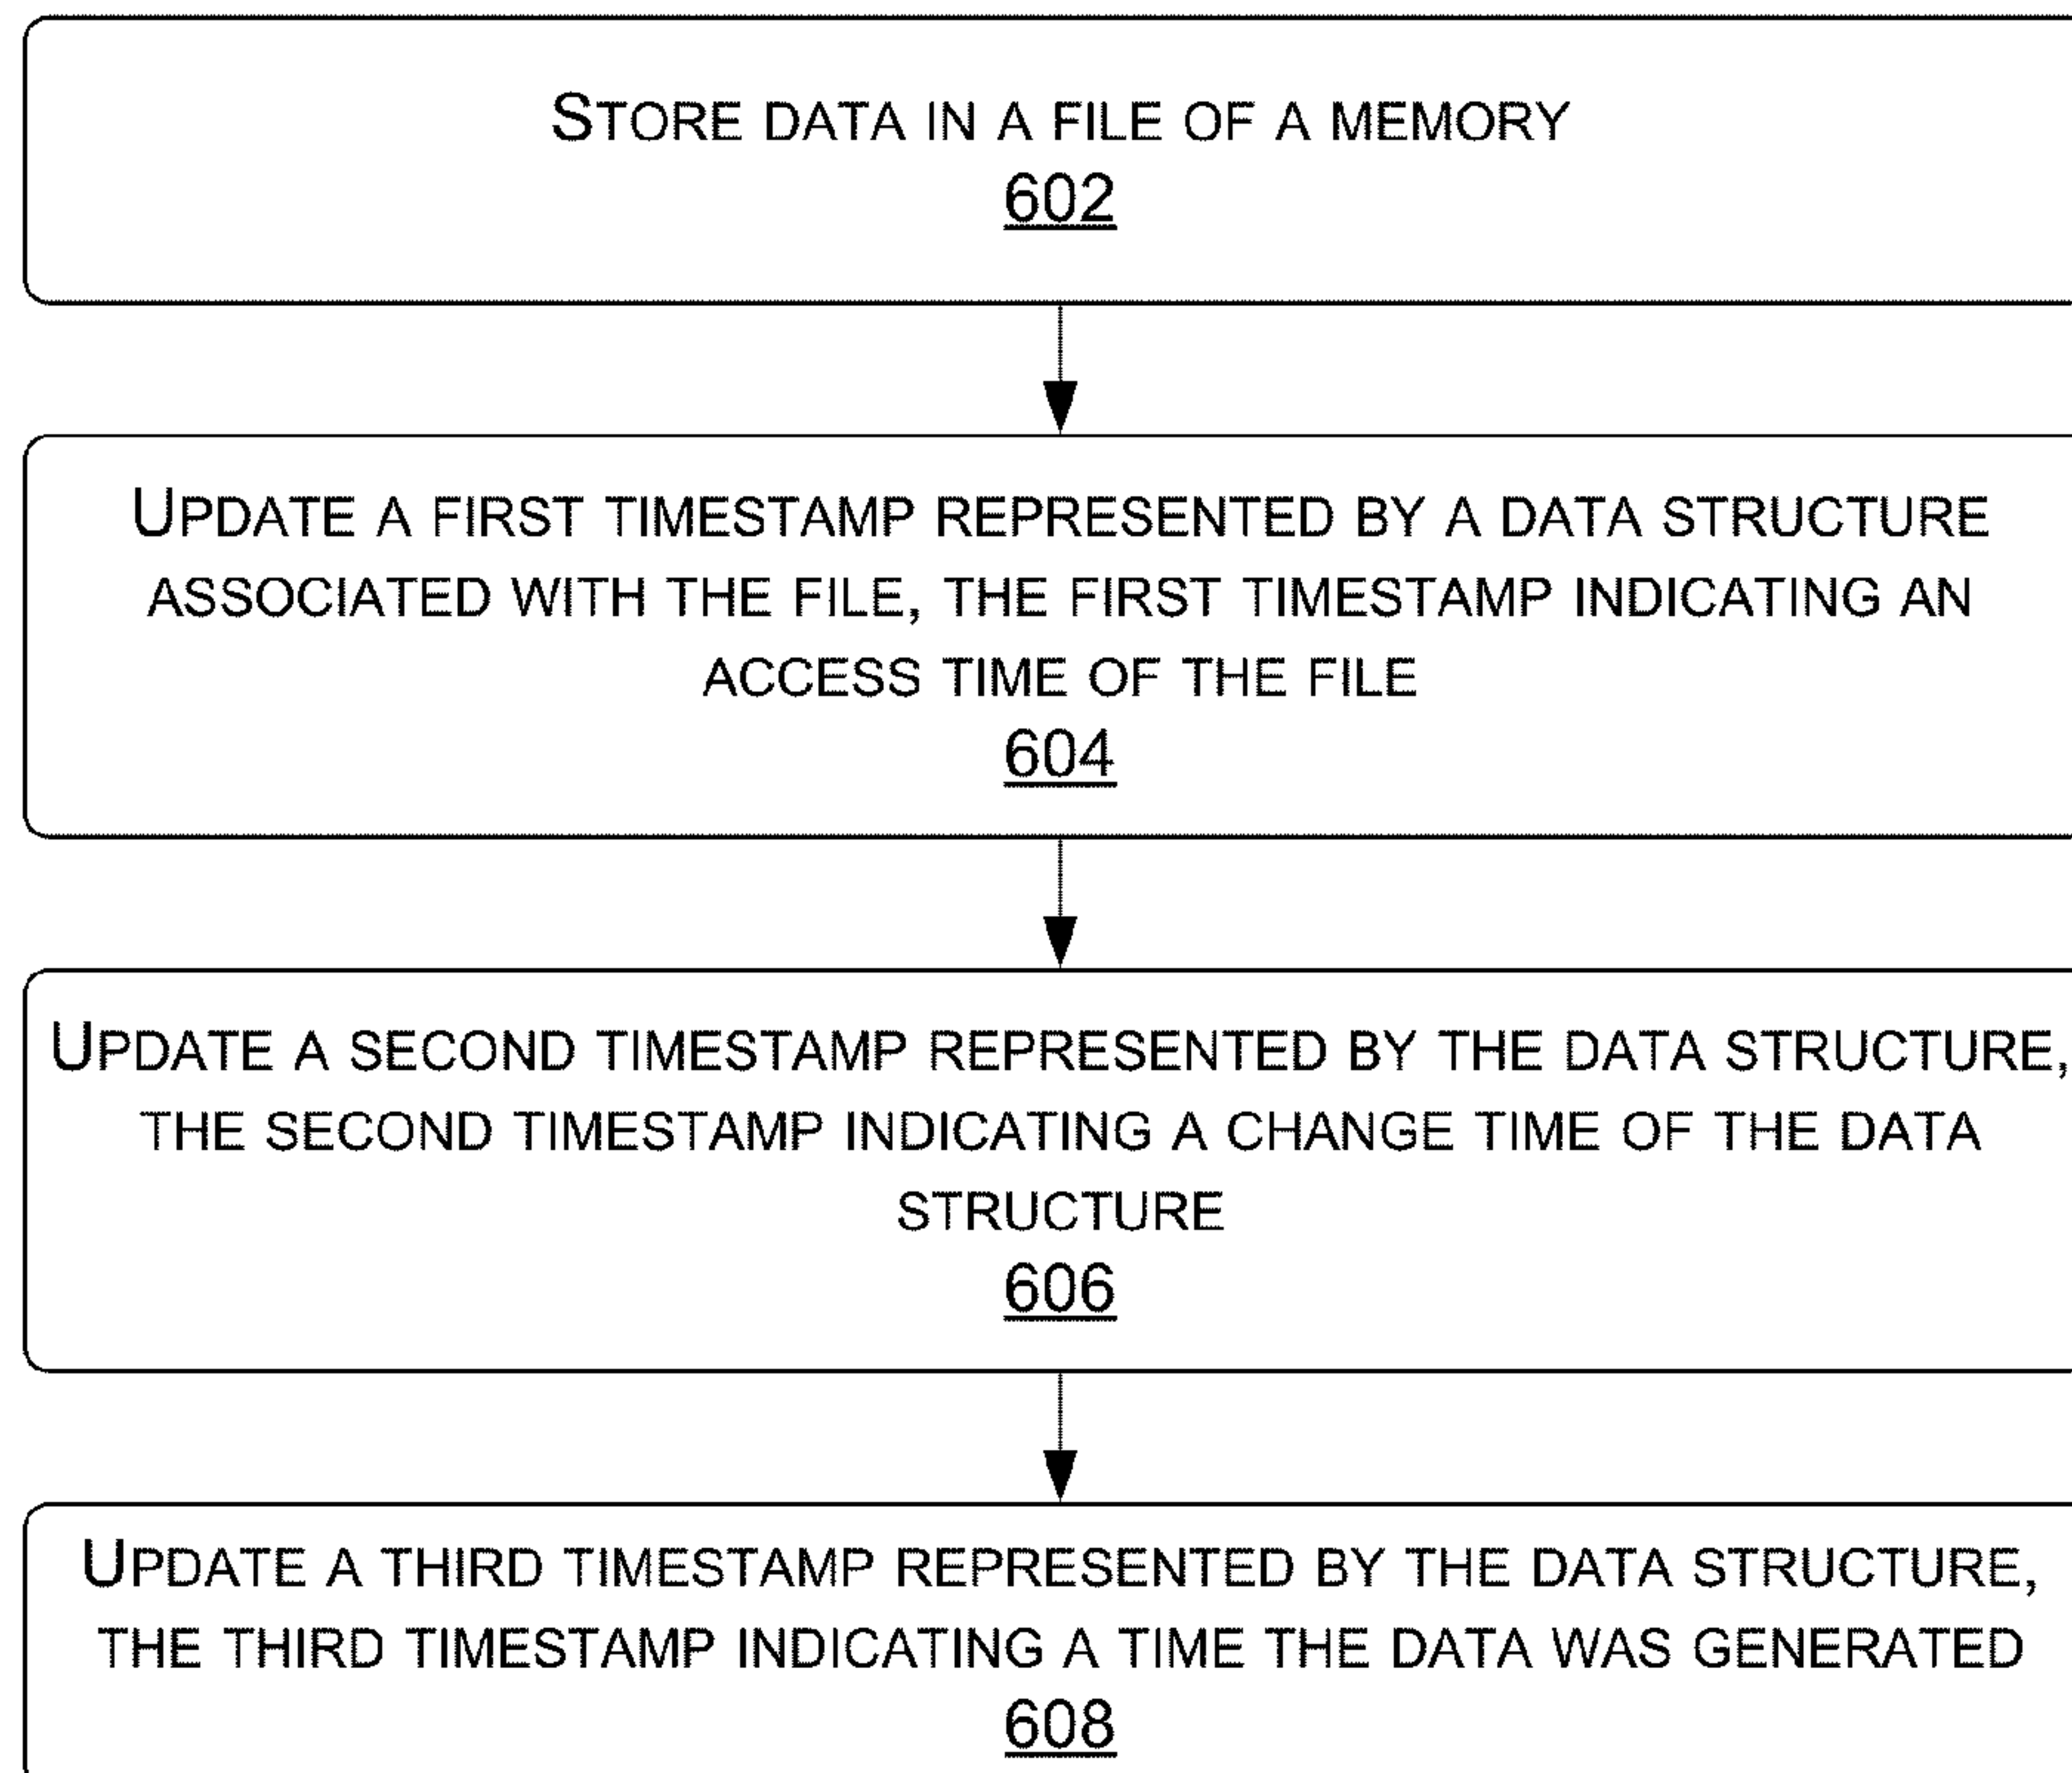 STORE DATA IN A FILE OF A MEMORY
602
UPDATE A FIRST TIMESTAMP REPRESENTED BY A DATA STRUCTURE
ASSOCIATED WITH THE FILE, THE FIRST TIMESTAMP INDICATING AN
ACCESS TIME OF THE FILE
604
UPDATE A SECOND TIMESTAMP REPRESENTED BY THE DATA STRUCTURE,
THE SECOND TIMESTAMP INDICATING A CHANGE TIME OF THE DATA
STRUCTURE
606
UPDATE A THIRD TIMESTAMP REPRESENTED BY THE DATA STRUCTURE,
THE THIRD TIMESTAMP INDICATING A TIME THE DATA WAS GENERATED
608